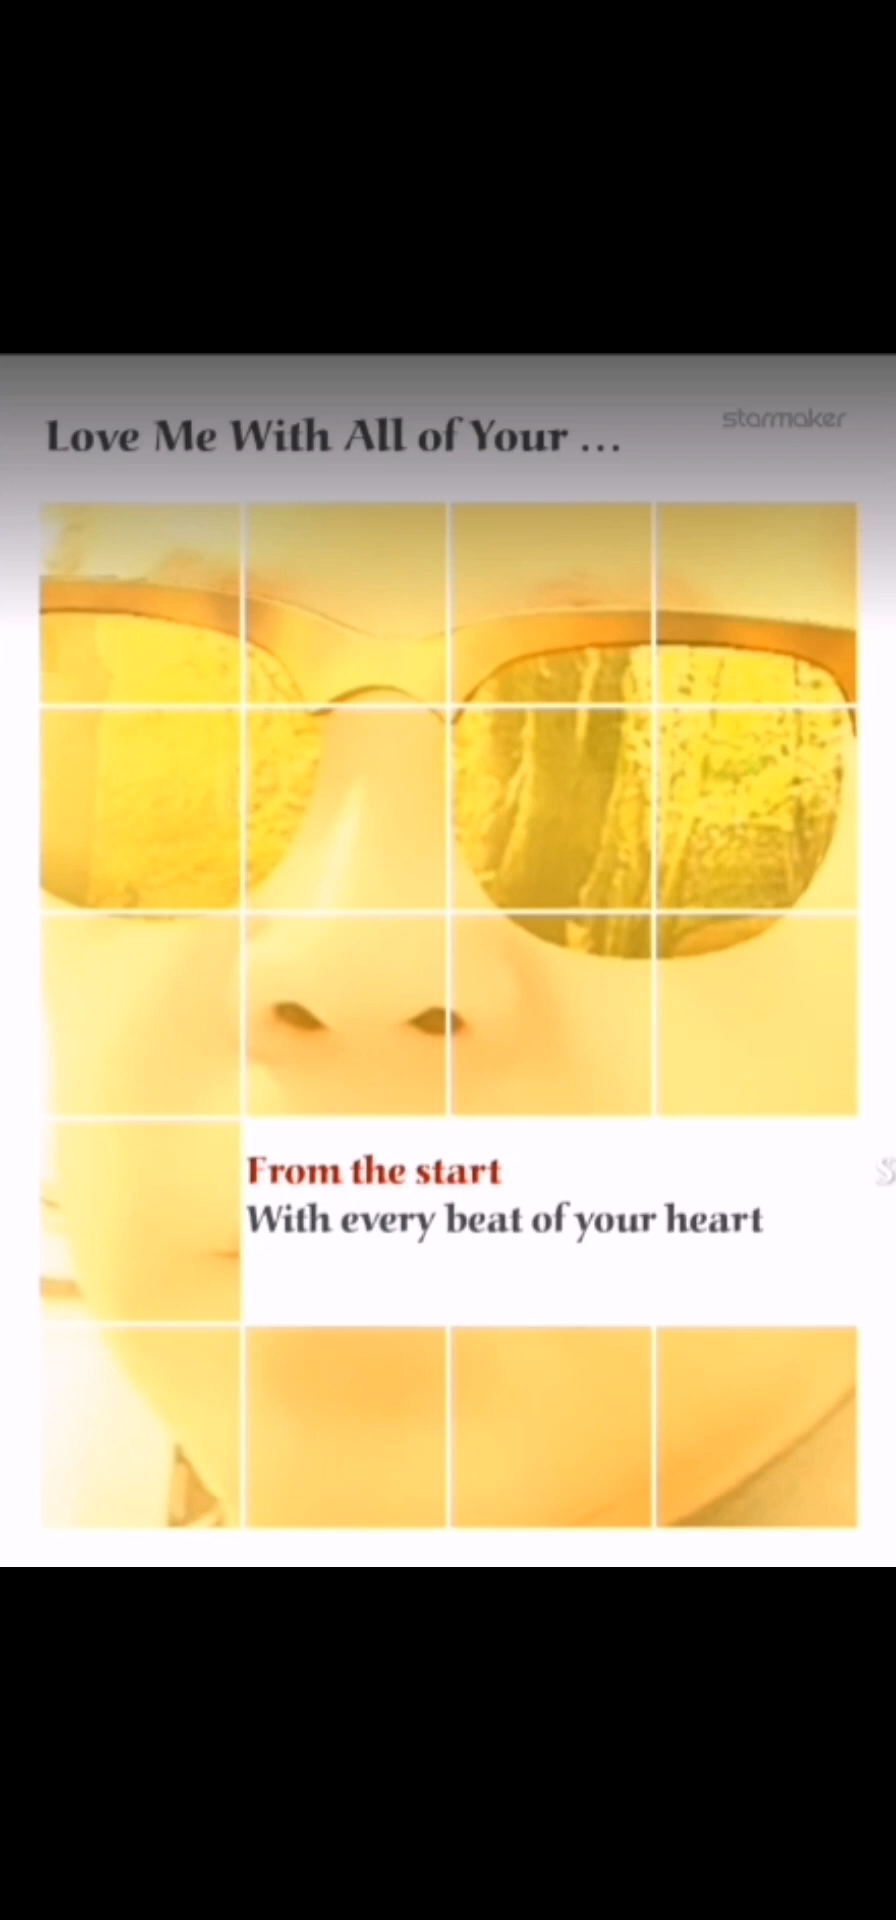 Love Me With All of Your ...
starmaker
From the start
With every beat of your heart